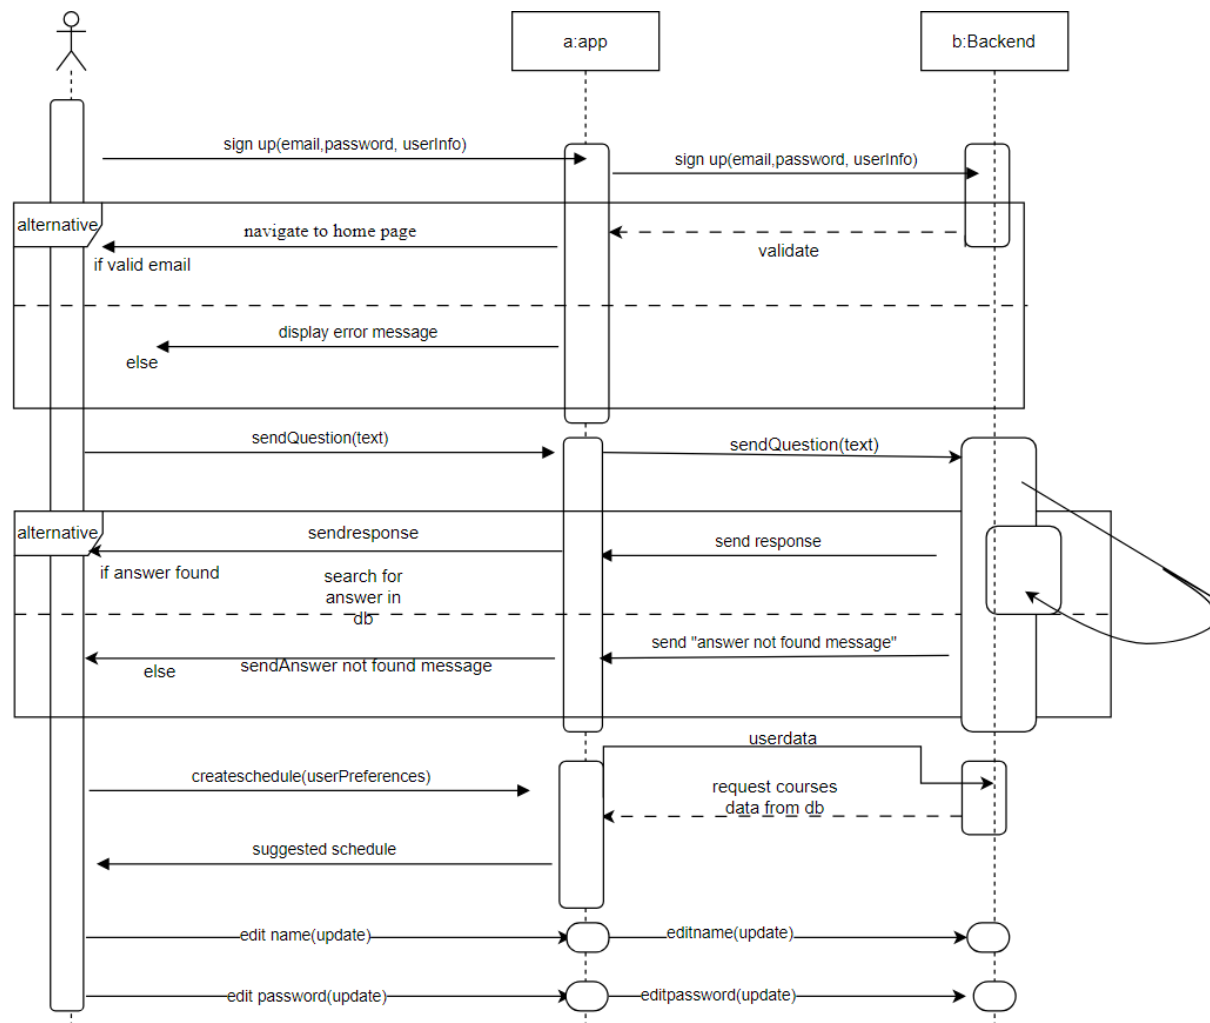 a:app
b:Backend
sign up(email,password, userInfo)
sign up(email,password, userInfo)
alternative
navigate to home page
validate
if valid email
display error message
else
sendQuestion(text)
sendQuestion(text)
alternative
sendresponse
send response
if answer found
search for
answer in
db
send "answer not found message"
sendAnswer not found message
else
userdata
createschedule(userPreferences)
request courses
data from db
suggested schedule
edit name(update)
editname(update)
edit password(update)
editpassword(update)